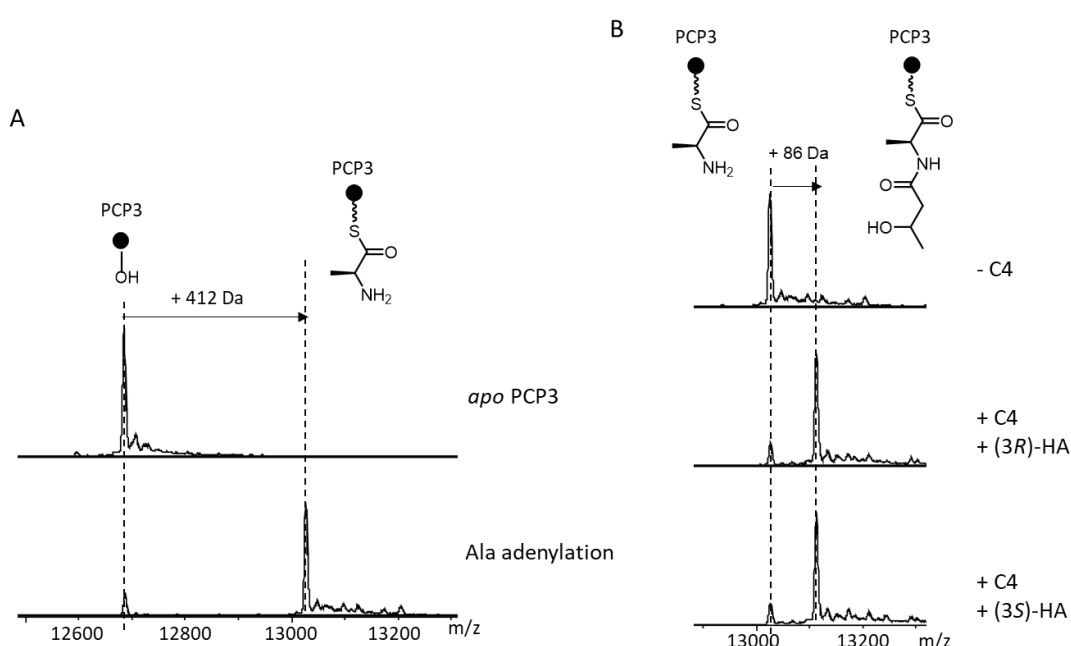 A
PCP3
OH
+ 412 Da
PCP3
S
O
NH2
apo PCP3
Ala adenylation
12600 12800 13000 13200 m/z
B
PCP3
S
O
NH2
+ 86 Da
PCP3
S
O
NH
O
HO
- C4
+ C4
+ (3R)-HA
+ C4
+ (3S)-HA
13000 13200 m/z